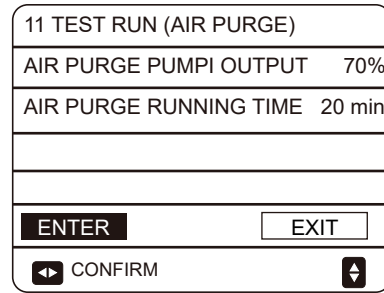 11 TEST RUN (AIR PURGE)
AIR PURGE PUMPI OUTPUT 70%
AIR PURGE RUNNING TIME 20 min
ENTER EXIT
CONFIRM